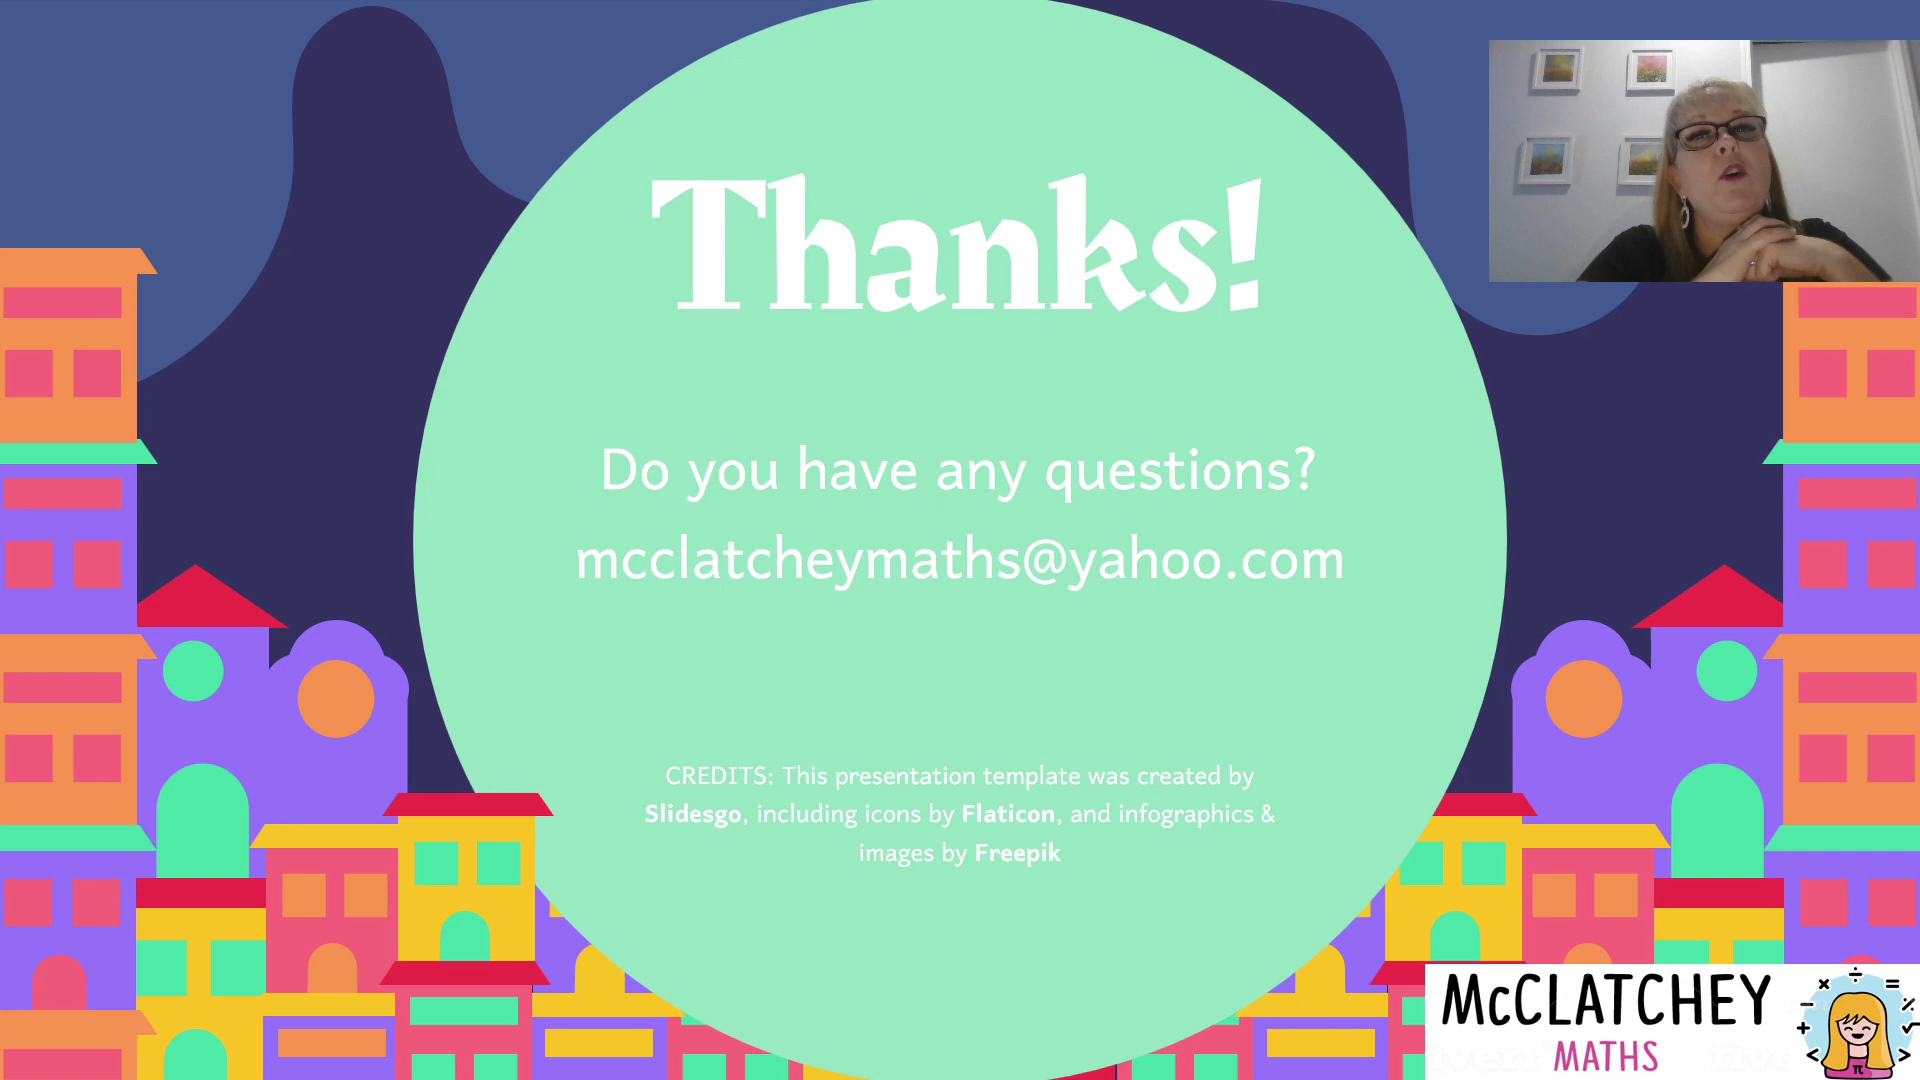 Thanks!
Do you have any questions?
mcclatcheymaths@yahoo.com
CREDITS: This presentation template was created by
Slidesgo, including icons by Flaticon, and infographics &
images by Freepik
McCLATCHEY
MATHS